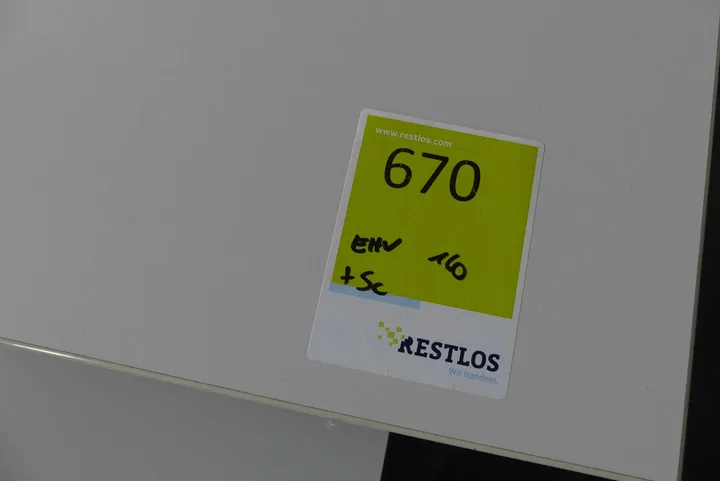 www.restlos.com
670
EHV 160
+ Sc
RESTLOS
Wir handeln.